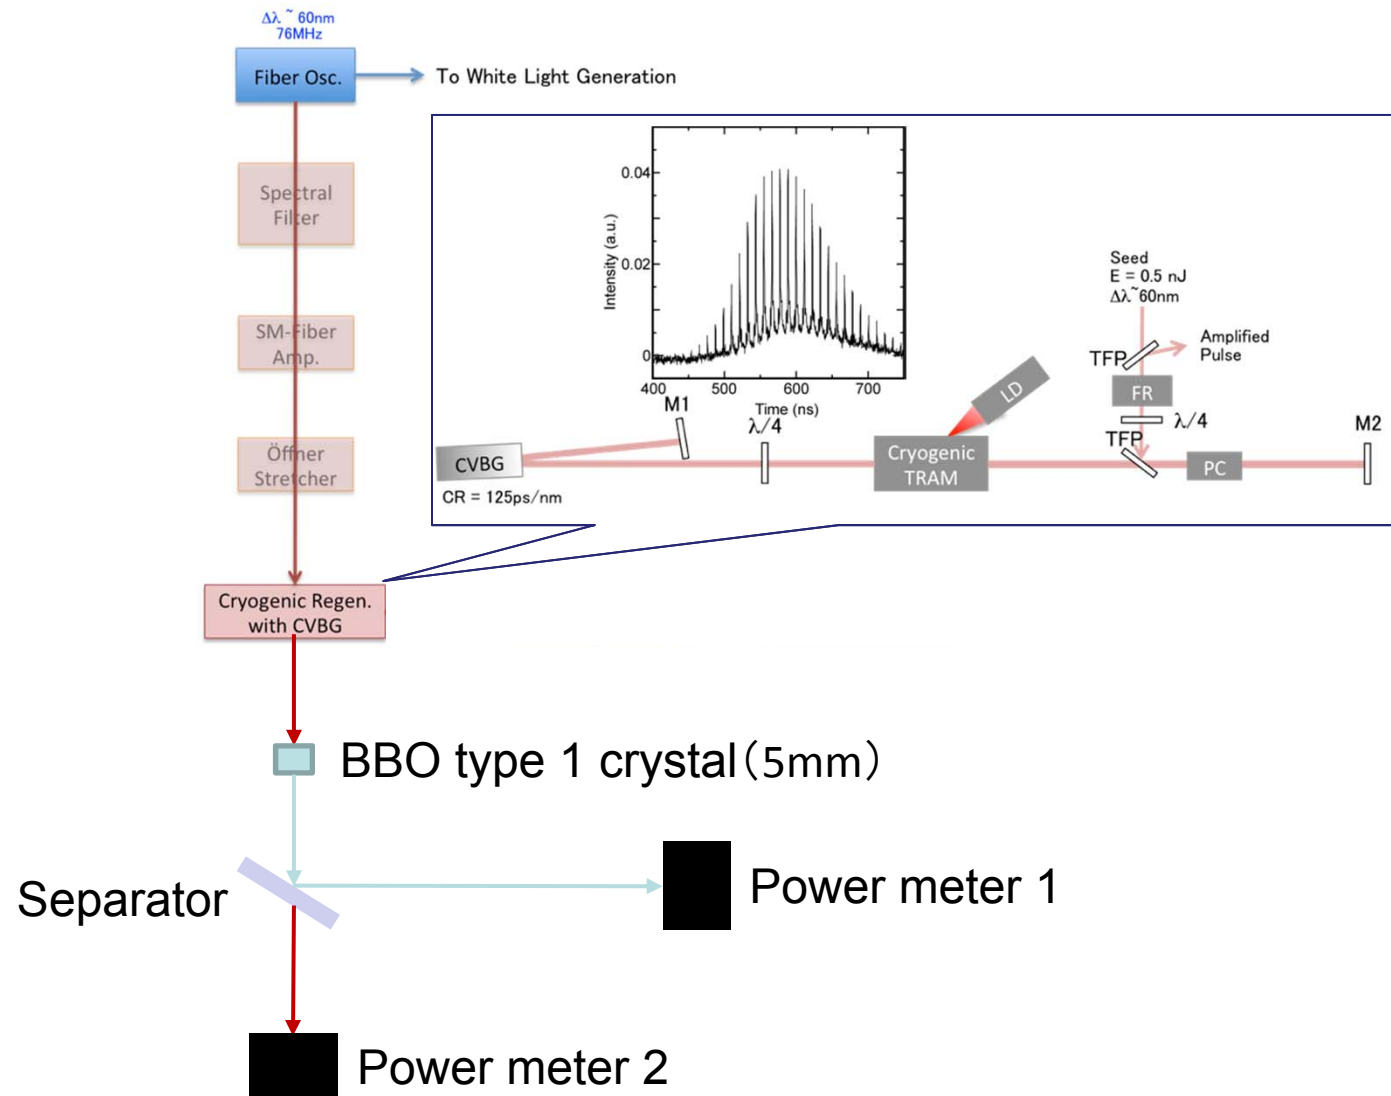 Δλ ~ 60nm
76MHz
Fiber Osc.
To White Light Generation
Spectral
Filter
SM-Fiber
Amp.
Öffner
Stretcher
Cryogenic Regen.
with CVBG
Intensity (a.u.)
0.04
0.02
0
400
500
600
700
Time (ns)
Seed
E = 0.5 nJ
Δλ~60nm
TFP
Amplified
Pulse
FR
λ/4
TFP
M1
λ/4
LD
M2
CVBG
Cryogenic
TRAM
PC
CR = 125ps/nm
BBO type 1 crystal（5mm）
Separator
Power meter 1
Power meter 2